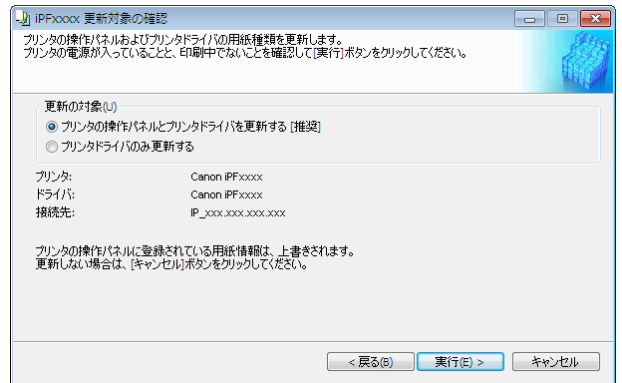 iPFxxxx 更新対象の確認
プリンタの操作パネルおよびプリンタドライバの用紙種類を更新します。
プリンタの電源が入っていることと、印刷中でないことを確認して[実行]ボタンをクリックしてください。
更新の対象(U)
プリンタの操作パネルとプリンタドライバを更新する [推奨]
プリンタドライバのみ更新する
プリンタ: Canon iPFxxxx
ドライバ: Canon iPFxxxx
接続先: IP_xxx.xxx.xxx.xxx
プリンタの操作パネルに登録されている用紙情報は、上書きされます。
更新しない場合は、[キャンセル]ボタンをクリックしてください。
< 戻る(B) 実行(E) > キャンセル